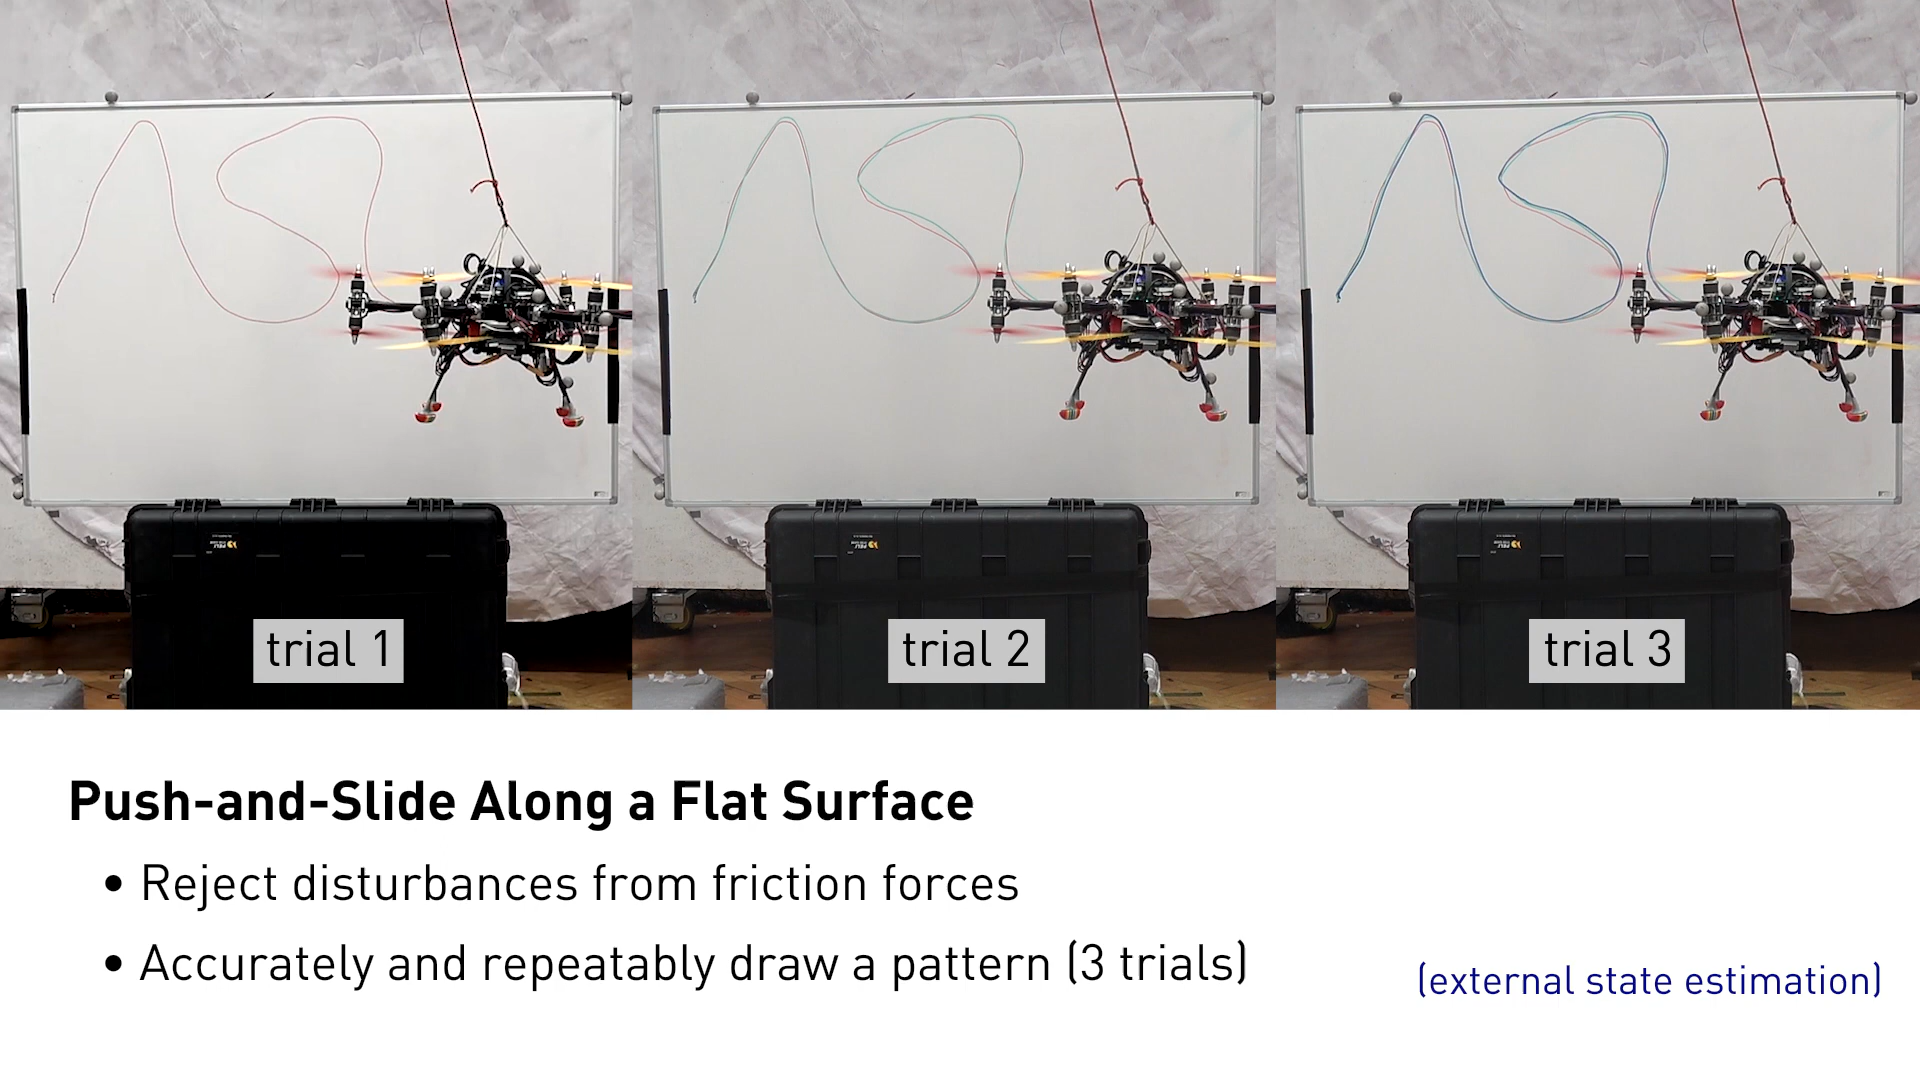 trial 1
trial 2
trial 3
Push-and-Slide Along a Flat Surface
• Reject disturbances from friction forces
• Accurately and repeatably draw a pattern (3 trials)
(external state estimation)